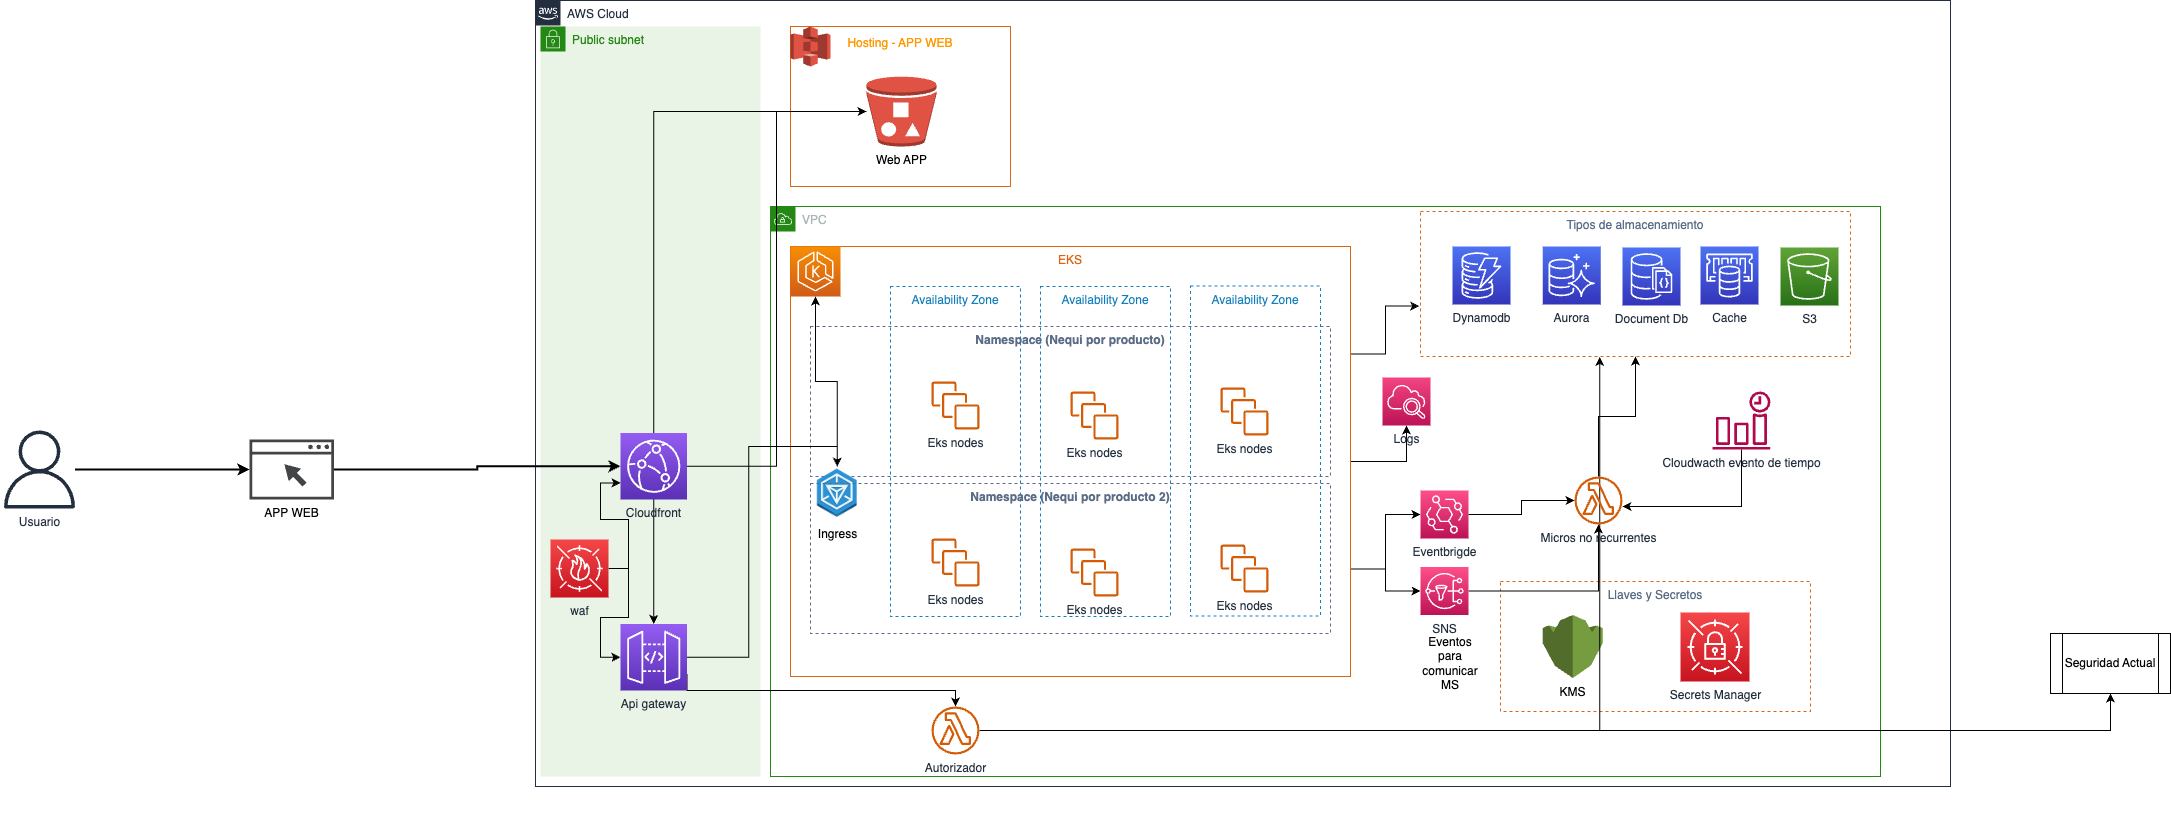 aws
AWS Cloud
Public subnet
Hosting - APP WEB
Web APP
VPC
Tipos de almacenamiento
EKS
Dynamodb
Aurora
Document Db
Cache
S3
Availability Zone
Availability Zone
Availability Zone
Namespace (Nequi por producto)
Eks nodes
Eks nodes
Eks nodes
Logs
Cloudwacth evento de tiempo
Usuario
APP WEB
Cloudfront
Namespace (Nequi por producto 2)
Ingress
Eventbrigde
Micros no recurrentes
waf
Eks nodes
Eks nodes
Eks nodes
Llaves y Secretos
SNS
Eventos
para
comunicar
MS
KMS
Secrets Manager
Seguridad Actual
Api gateway
Autorizador